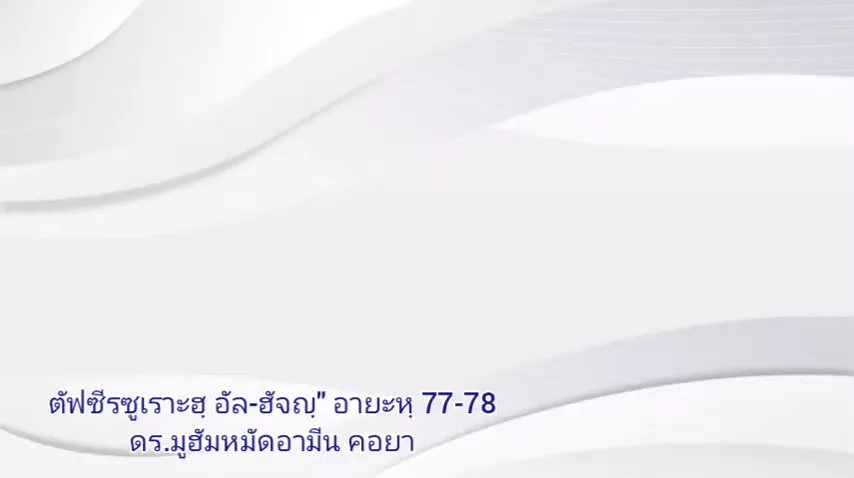 ตัฟซีรซูเราะฮฺ อัล-ฮัจญฺ" อายะหฺ 77-78
ดร.มูฮัมหมัดอามีน คอยา